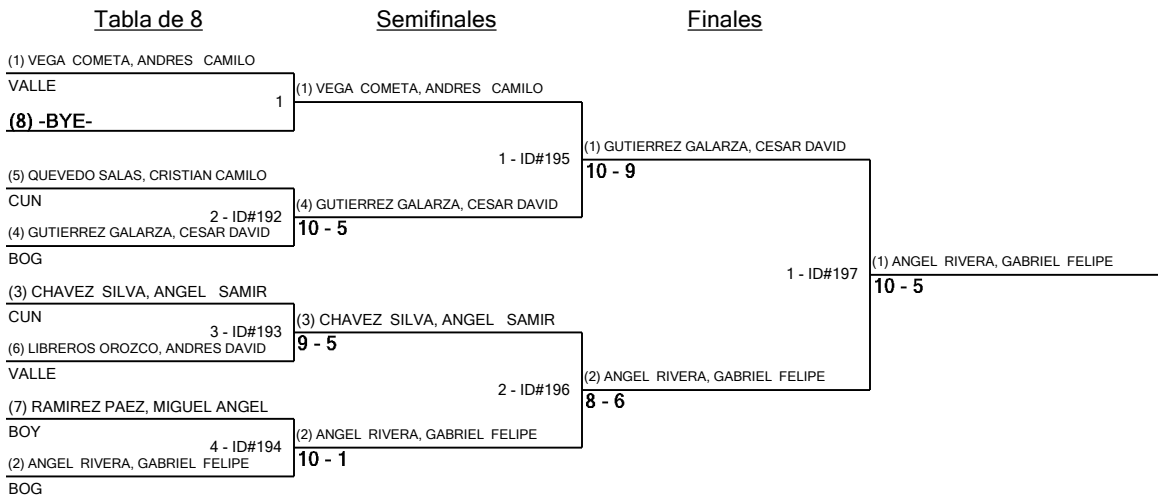 Tabla de 8
Semifinales
Finales
(1) VEGA COMETA, ANDRES CAMILO
VALLE
1
(8) -BYE-
(1) VEGA COMETA, ANDRES CAMILO
1 - ID#195
(1) GUTIERREZ GALARZA, CESAR DAVID
10 - 9
(5) QUEVEDO SALAS, CRISTIAN CAMILO
CUN
2 - ID#192
(4) GUTIERREZ GALARZA, CESAR DAVID
BOG
(4) GUTIERREZ GALARZA, CESAR DAVID
10 - 5
1 - ID#197
(1) ANGEL RIVERA, GABRIEL FELIPE
10 - 5
(3) CHAVEZ SILVA, ANGEL SAMIR
CUN
3 - ID#193
(6) LIBREROS OROZCO, ANDRES DAVID
VALLE
(3) CHAVEZ SILVA, ANGEL SAMIR
9 - 5
2 - ID#196
(2) ANGEL RIVERA, GABRIEL FELIPE
8 - 6
(7) RAMIREZ PAEZ, MIGUEL ANGEL
BOY
4 - ID#194
(2) ANGEL RIVERA, GABRIEL FELIPE
BOG
(2) ANGEL RIVERA, GABRIEL FELIPE
10 - 1